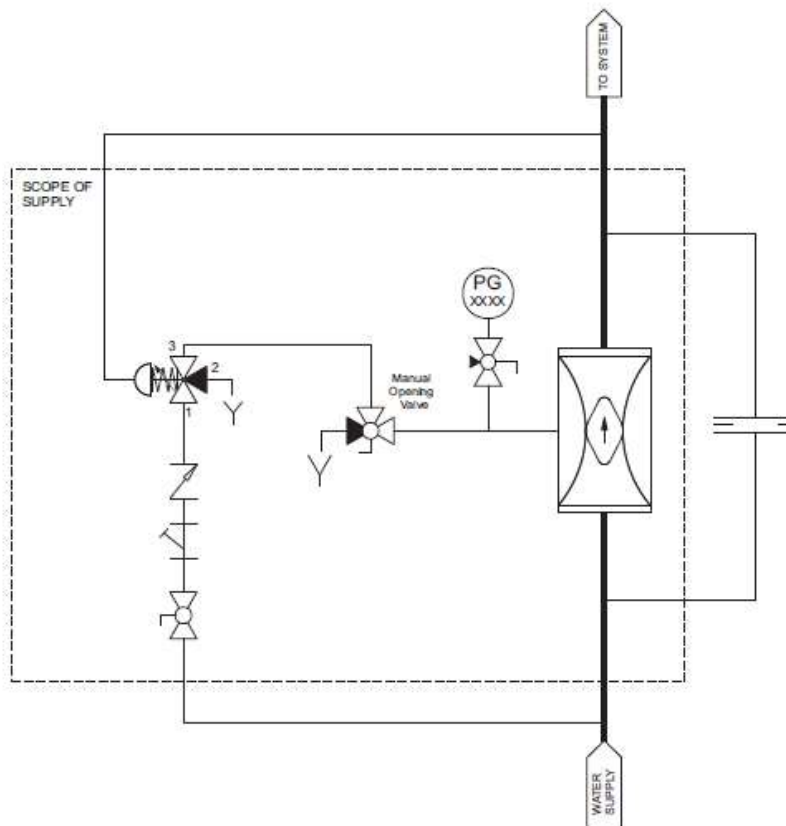 TO SYSTEM
SCOPE OF
SUPPLY
PG
XXXX
3
2
Manual
Opening
Valve
1
WATER
SUPPLY